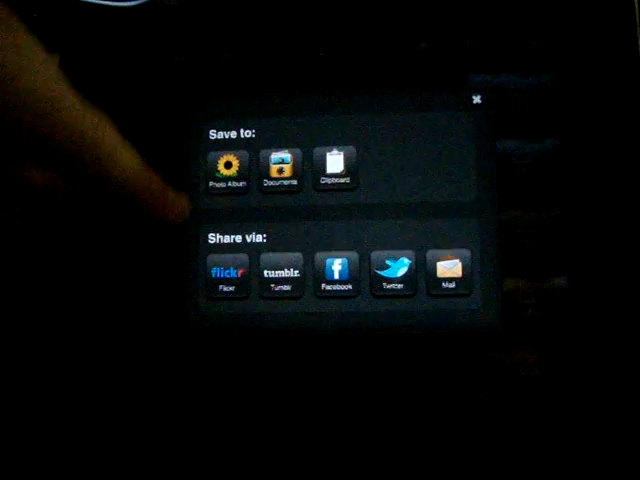 Save to:
Photo Album Documents Clipboard
Share via:
flickr tumblr. f
Flickr Tumblr Facebook Twitter Mail